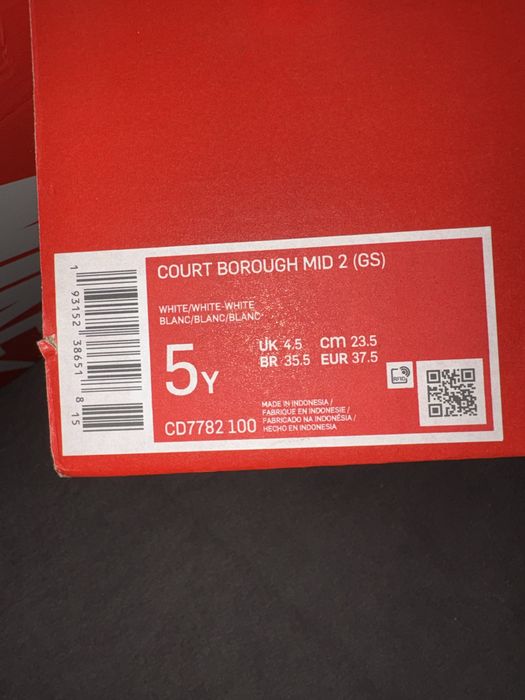 COURT BOROUGH MID 2 (GS)
WHITE/WHITE-WHITE
BLANC/BLANC/BLANC
5Y
UK 4.5 cm 23.5
BR 35.5 EUR 37.5
CD7782 100
MADE IN INDONESIA /
FABRIQUE EN INDONESIE /
FABRICADO NA INDONÉSIA /
HECHO EN INDONESIA
RFID
1 93152 38651 8 15